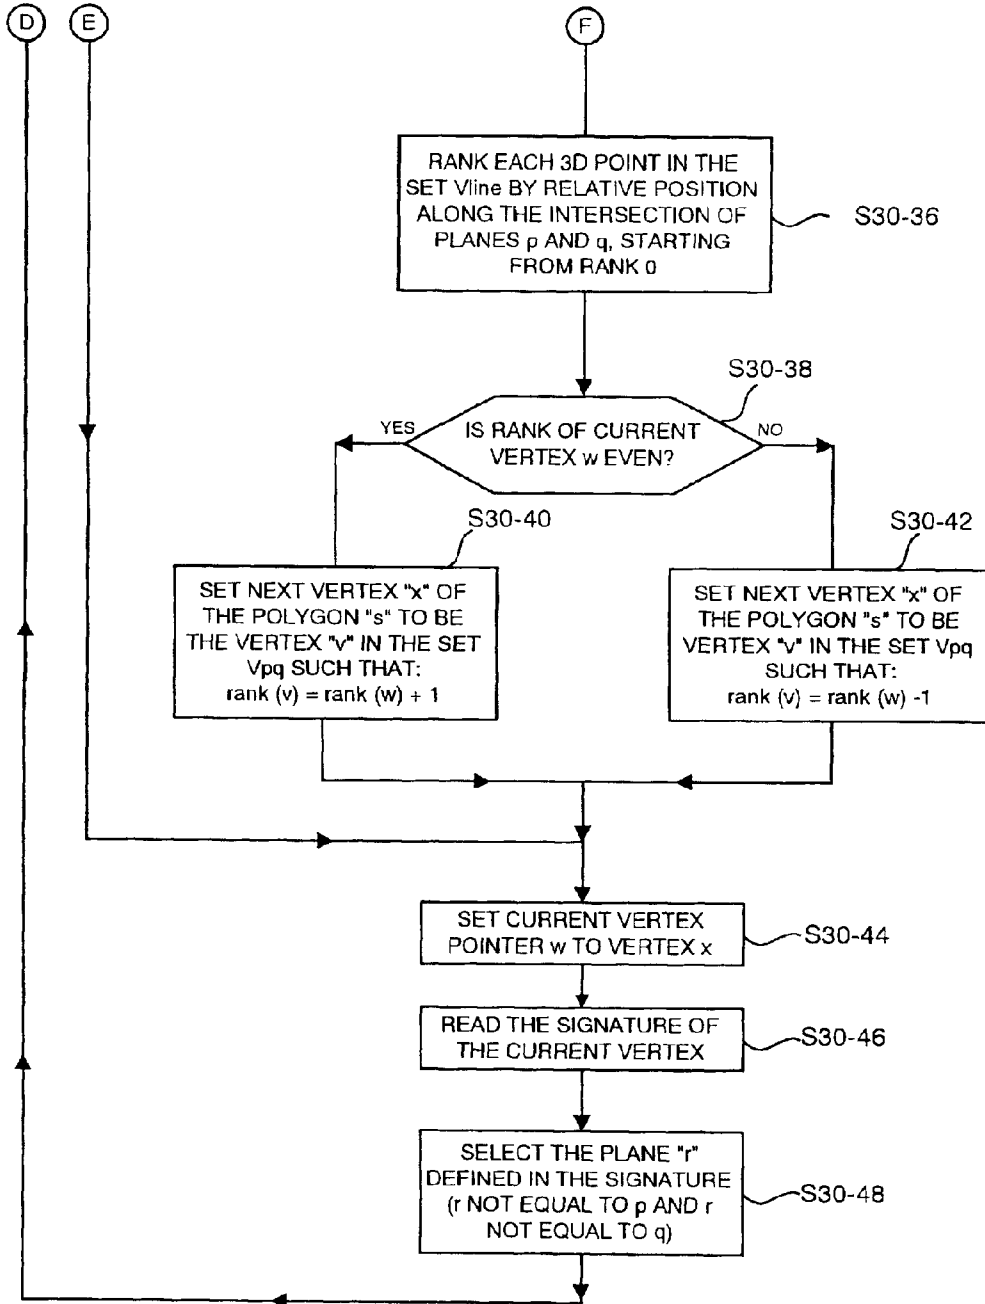 D
E
F
RANK EACH 3D POINT IN THE
SET Vline BY RELATIVE POSITION
ALONG THE INTERSECTION OF
PLANES p AND q, STARTING
FROM RANK 0
S30-36
S30-38
YES
IS RANK OF CURRENT
VERTEX w EVEN?
NO
S30-40
S30-42
SET NEXT VERTEX "x" OF
THE POLYGON "s" TO BE
THE VERTEX "v" IN THE SET
Vpq SUCH THAT:
rank (v) = rank (w) + 1
SET NEXT VERTEX "x" OF
THE POLYGON "s" TO BE
VERTEX "v" IN THE SET Vpq
SUCH THAT:
rank (v) = rank (w) -1
SET CURRENT VERTEX
POINTER w TO VERTEX x
S30-44
READ THE SIGNATURE OF
THE CURRENT VERTEX
S30-46
SELECT THE PLANE "r"
DEFINED IN THE SIGNATURE
(r NOT EQUAL TO p AND r
NOT EQUAL TO q)
S30-48